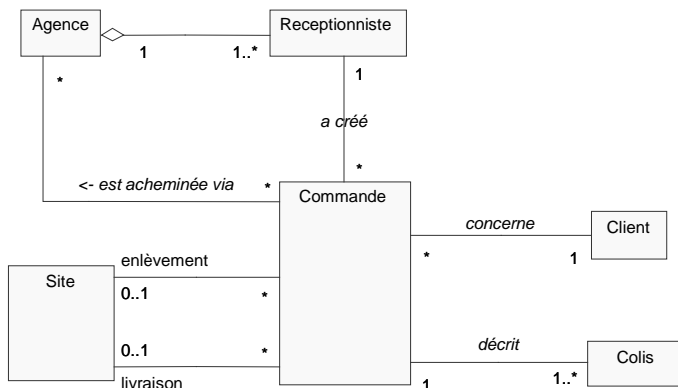 Agence
Receptionniste
1
1..*
*
1
a créé
<- est acheminée via
*
*
Commande
concerne
Client
*
1
enlèvement
Site
0..1
*
0..1
*
livraison
décrit
Colis
1
1..*